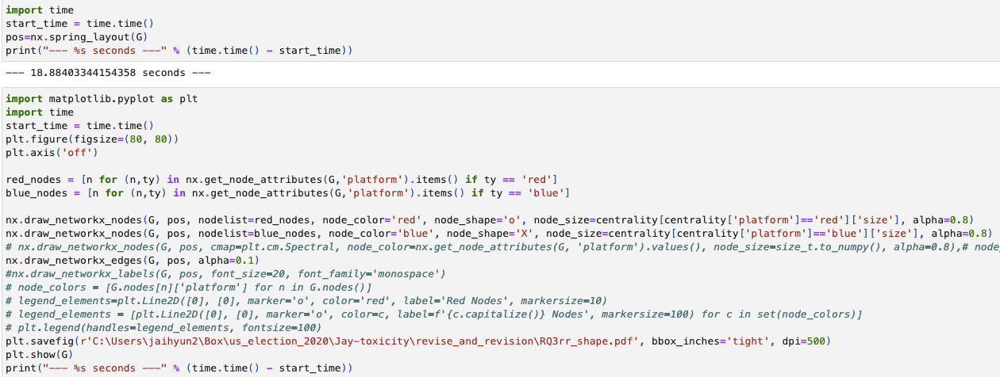 import time
start_time = time.time()
pos=nx.spring_layout(G)
print("--- %s seconds ---" % (time.time() - start_time))
--- 18.88403344154358 seconds ---
import matplotlib.pyplot as plt
import time
start_time = time.time()
plt.figure(figsize=(80, 80))
plt.axis('off')
red_nodes = [n for (n,ty) in nx.get_node_attributes(G,'platform').items() if ty == 'red']
blue_nodes = [n for (n,ty) in nx.get_node_attributes(G,'platform').items() if ty == 'blue']
nx.draw_networkx_nodes(G, pos, nodelist=red_nodes, node_color='red', node_shape='o', node_size=centrality[centrality['platform']=='red']['size'], alpha=0.8)
nx.draw_networkx_nodes(G, pos, nodelist=blue_nodes, node_color='blue', node_shape='X', node_size=centrality[centrality['platform']=='blue']['size'], alpha=0.8)
# nx.draw_networkx_nodes(G, pos, cmap=plt.cm.Spectral, node_color=nx.get_node_attributes(G, 'platform').values(), node_size=size_t.to_numpy(), alpha=0.8),# node_
nx.draw_networkx_edges(G, pos, alpha=0.1)
#nx.draw_networkx_labels(G, pos, font_size=20, font_family='monospace')
# node_colors = [G.nodes[n]['platform'] for n in G.nodes()]
# legend_elements=plt.Line2D([0], [0], marker='o', color='red', label='Red Nodes', markersize=10)
# legend_elements = [plt.Line2D([0], [0], marker='o', color=c, label=f'{c.capitalize()} Nodes', markersize=100) for c in set(node_colors)]
# plt.legend(handles=legend_elements, fontsize=100)
plt.savefig(r'C:\Users\jaihyun2\Box\us_election_2020\Jay-toxicity\revise_and_revision\RQ3rr_shape.pdf', bbox_inches='tight', dpi=500)
plt.show(G)
print("--- %s seconds ---" % (time.time() - start_time))